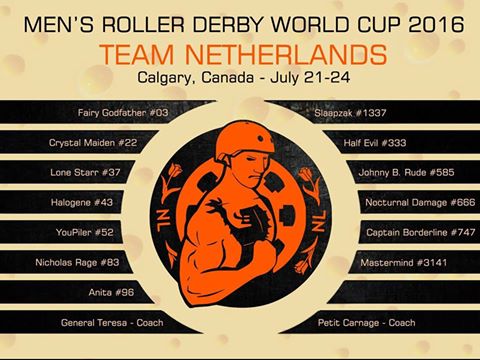 MEN'S ROLLER DERBY WORLD CUP 2016
TEAM NETHERLANDS
Calgary, Canada - July 21-24
Fairy Godfather #03
Crystal Maiden #22
Lone Starr #37
Halogene #43
YouPiler #52
Nicholas Rage #83
Anita #96
General Teresa - Coach
NL
NL
Slaapzak #1337
Half Evil #333
Johnny B. Rude #585
Nocturnal Damage #666
Captain Borderline #747
Mastermind #3141
Petit Carnage - Coach